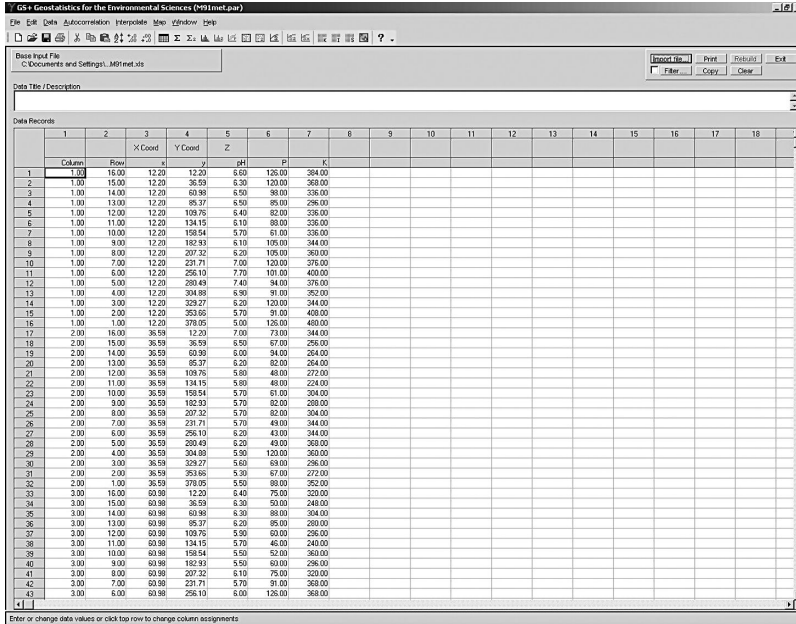 GS+ Geostatistics for the Environmental Sciences (M91met.par)
File Edit Data Autocorrelation Interpolate Map Window Help
Base Input File
C:\Documents and Settings\...M91met.xls
Import file... Print Rebuild Exit
Filter... Copy Clear
Data Title / Description
Data Records
1 2 3 4 5 6 7 8 9 10 11 12 13 14 15 16 17 18
X Coord Y Coord Z
Column Row x y pH P K
1 1.00 16.00 12.20 12.20 6.60 126.00 384.00
2 1.00 15.00 12.20 36.59 6.30 120.00 368.00
3 1.00 14.00 12.20 60.98 6.50 98.00 336.00
4 1.00 13.00 12.20 85.37 6.50 85.00 296.00
5 1.00 12.00 12.20 109.76 6.40 82.00 336.00
6 1.00 11.00 12.20 134.15 6.10 88.00 336.00
7 1.00 10.00 12.20 158.54 5.70 61.00 336.00
8 1.00 9.00 12.20 182.93 6.10 105.00 344.00
9 1.00 8.00 12.20 207.32 6.20 105.00 360.00
10 1.00 7.00 12.20 231.71 7.00 120.00 376.00
11 1.00 6.00 12.20 256.10 7.70 101.00 400.00
12 1.00 5.00 12.20 280.49 7.40 94.00 376.00
13 1.00 4.00 12.20 304.88 6.90 91.00 352.00
14 1.00 3.00 12.20 329.27 6.20 120.00 344.00
15 1.00 2.00 12.20 353.66 5.70 91.00 408.00
16 1.00 1.00 12.20 378.05 5.00 126.00 480.00
17 2.00 16.00 36.59 12.20 7.00 73.00 344.00
18 2.00 15.00 36.59 36.59 6.50 67.00 256.00
19 2.00 14.00 36.59 60.98 6.00 94.00 264.00
20 2.00 13.00 36.59 85.37 6.20 82.00 264.00
21 2.00 12.00 36.59 109.76 5.80 48.00 272.00
22 2.00 11.00 36.59 134.15 5.80 48.00 224.00
23 2.00 10.00 36.59 158.54 5.70 61.00 304.00
24 2.00 9.00 36.59 182.93 5.70 82.00 288.00
25 2.00 8.00 36.59 207.32 5.70 82.00 304.00
26 2.00 7.00 36.59 231.71 5.70 49.00 344.00
27 2.00 6.00 36.59 256.10 6.20 43.00 344.00
28 2.00 5.00 36.59 280.49 6.20 49.00 368.00
29 2.00 4.00 36.59 304.88 5.90 120.00 360.00
30 2.00 3.00 36.59 329.27 5.60 69.00 296.00
31 2.00 2.00 36.59 353.66 5.30 67.00 272.00
32 2.00 1.00 36.59 378.05 5.50 88.00 352.00
33 3.00 16.00 60.98 12.20 6.40 75.00 320.00
34 3.00 15.00 60.98 36.59 6.30 50.00 248.00
35 3.00 14.00 60.98 60.98 6.30 88.00 304.00
36 3.00 13.00 60.98 85.37 6.20 85.00 280.00
37 3.00 12.00 60.98 109.76 5.90 60.00 296.00
38 3.00 11.00 60.98 134.15 5.70 46.00 240.00
39 3.00 10.00 60.98 158.54 5.50 52.00 360.00
40 3.00 9.00 60.98 182.93 5.50 60.00 296.00
41 3.00 8.00 60.98 207.32 6.10 75.00 320.00
42 3.00 7.00 60.98 231.71 5.70 91.00 368.00
43 3.00 6.00 60.98 256.10 6.00 126.00 368.00
Enter or change data values or click top row to change column assignments